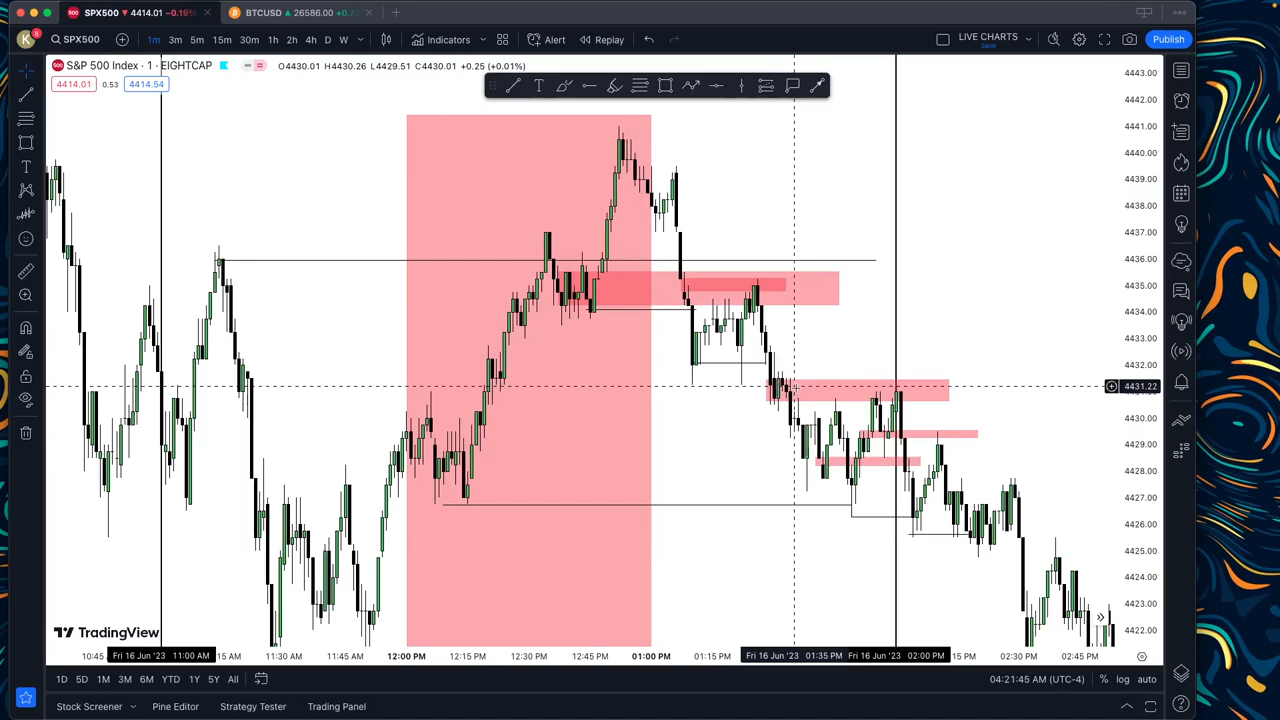 SPX500 ▼ 4414.01 −0.19%
BTCUSD ▲ 26586.00 +0.7
K 8 SPX500 1m 3m 5m 15m 30m 1h 2h 4h D W Indicators Alert Replay LIVE CHARTS Save Publish
500 S&P 500 Index · 1 · EIGHTCAP O4430.01 H4430.26 L4429.51 C4430.01 +0.25 (+0.01%)
4414.01 0.53 4414.54
4443.00
4442.00
4441.00
4440.00
4439.00
4438.00
4437.00
4436.00
4435.00
4434.00
4433.00
4432.00
4431.22
4430.00
4429.00
4428.00
4427.00
4426.00
4425.00
4424.00
4423.00
4422.00
TradingView
10:45 Fri 16 Jun '23 11:00 AM 15 AM 11:30 AM 11:45 AM 12:00 PM 12:15 PM 12:30 PM 12:45 PM 01:00 PM 01:15 PM Fri 16 Jun '23 01:35 PM Fri 16 Jun '23 02:00 PM 15 PM 02:30 PM 02:45 PM
1D 5D 1M 3M 6M YTD 1Y 5Y All 04:21:45 AM (UTC-4) % log auto
Stock Screener Pine Editor Strategy Tester Trading Panel